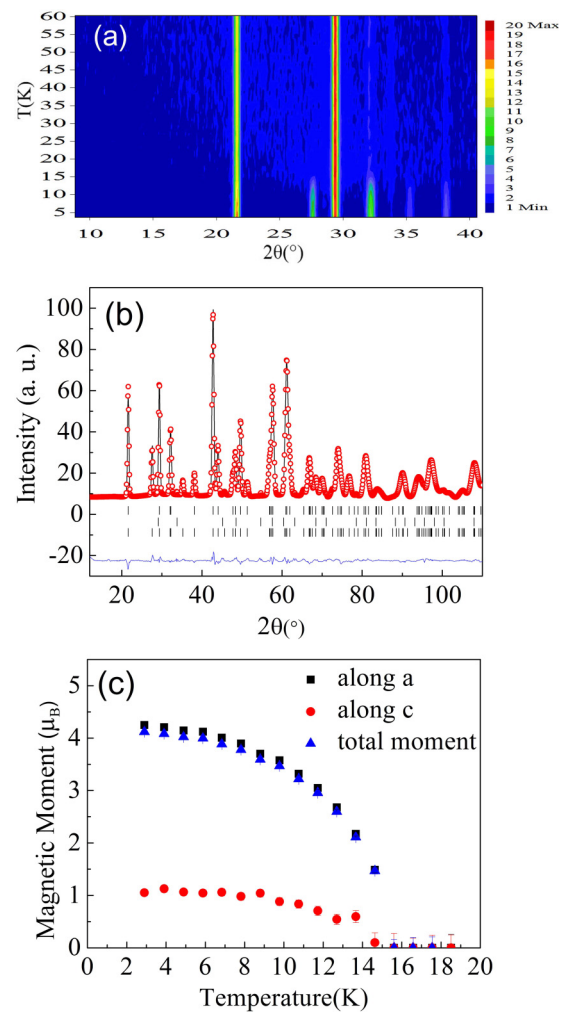 (a)
60
55
50
45
40
35
30
25
20
15
10
5
T(K)
10 15 20 25 30 35 40
2θ(°)
20 Max
19
18
17
16
15
14
13
12
11
10
9
8
7
6
5
4
3
2
1 Min
(b)
100
80
60
40
20
0
-20
Intensity (a. u.)
20 40 60 80 100
2θ(°)
(c)
along a
along c
total moment
5
4
3
2
1
0
Magnetic Moment (μB)
0 2 4 6 8 10 12 14 16 18 20
Temperature(K)